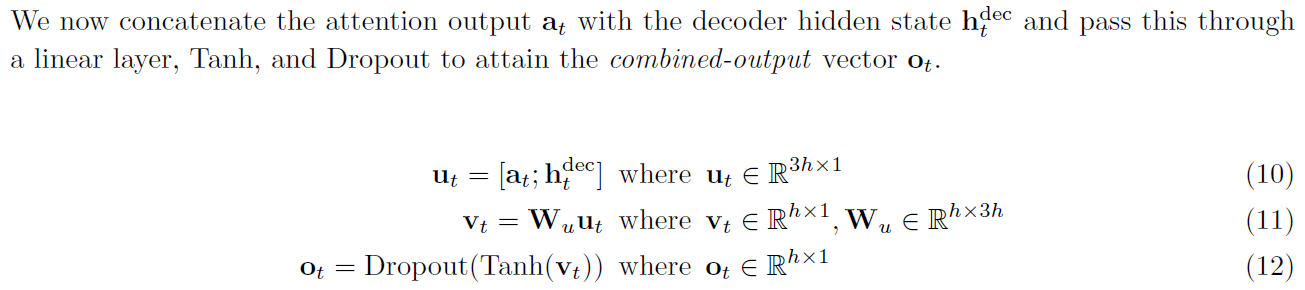 We now concatenate the attention output $\mathbf{a}_t$ with the decoder hidden state $\mathbf{h}_t^{\text{dec}}$ and pass this through
a linear layer, Tanh, and Dropout to attain the combined-output vector $\mathbf{o}_t$.
$\mathbf{u}_t = [\mathbf{a}_t; \mathbf{h}_t^{\text{dec}}]$ where $\mathbf{u}_t \in \mathbb{R}^{3h \times 1}$ (10)
$\mathbf{v}_t = \mathbf{W}_u \mathbf{u}_t$ where $\mathbf{v}_t \in \mathbb{R}^{h \times 1}, \mathbf{W}_u \in \mathbb{R}^{h \times 3h}$ (11)
$\mathbf{o}_t = \text{Dropout}(\text{Tanh}(\mathbf{v}_t))$ where $\mathbf{o}_t \in \mathbb{R}^{h \times 1}$ (12)